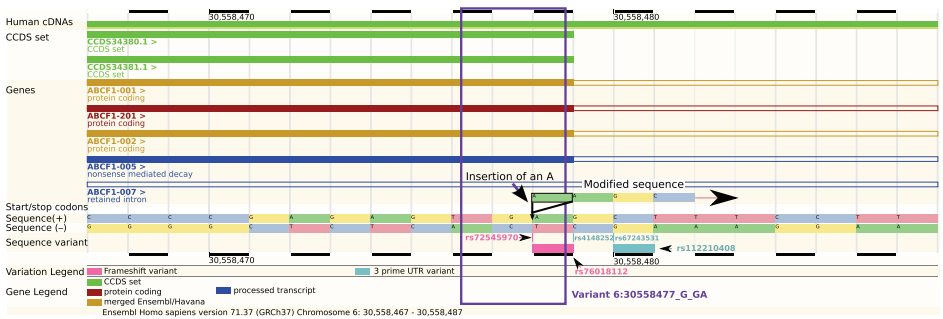 30,558,470 30,558,480
Human cDNAs
CCDS set
CCDS34380.1 >
CCDS set
CCDS34381.1 >
CCDS set
Genes
ABCF1-001 >
protein coding
ABCF1-201 >
protein coding
ABCF1-002 >
protein coding
ABCF1-005 >
nonsense mediated decay
Insertion of an A
Modified sequence
ABCF1-007 >
retained intron
A A G C
Start/stop codons
Sequence(+) C C C C G A G A G T G A G C T T T C C T T
Sequence (–) G G G G C T C T C A C T C G A A A G G A A
Sequence variant
rs72545970 rs4148252 rs67243531 rs112210408
30,558,470 30,558,480
Variation Legend Frameshift variant 3 prime UTR variant
rs76018112
CCDS set
Gene Legend protein coding processed transcript
merged Ensembl/Havana
Variant 6:30558477_G_GA
Ensembl Homo sapiens version 71.37 (GRCh37) Chromosome 6: 30,558,467 - 30,558,487